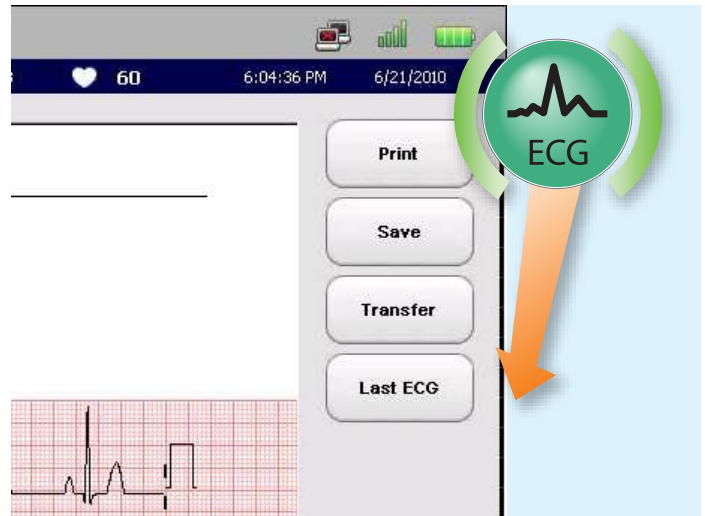 60 6:04:36 PM 6/21/2010
Print
ECG
Save
Transfer
Last ECG